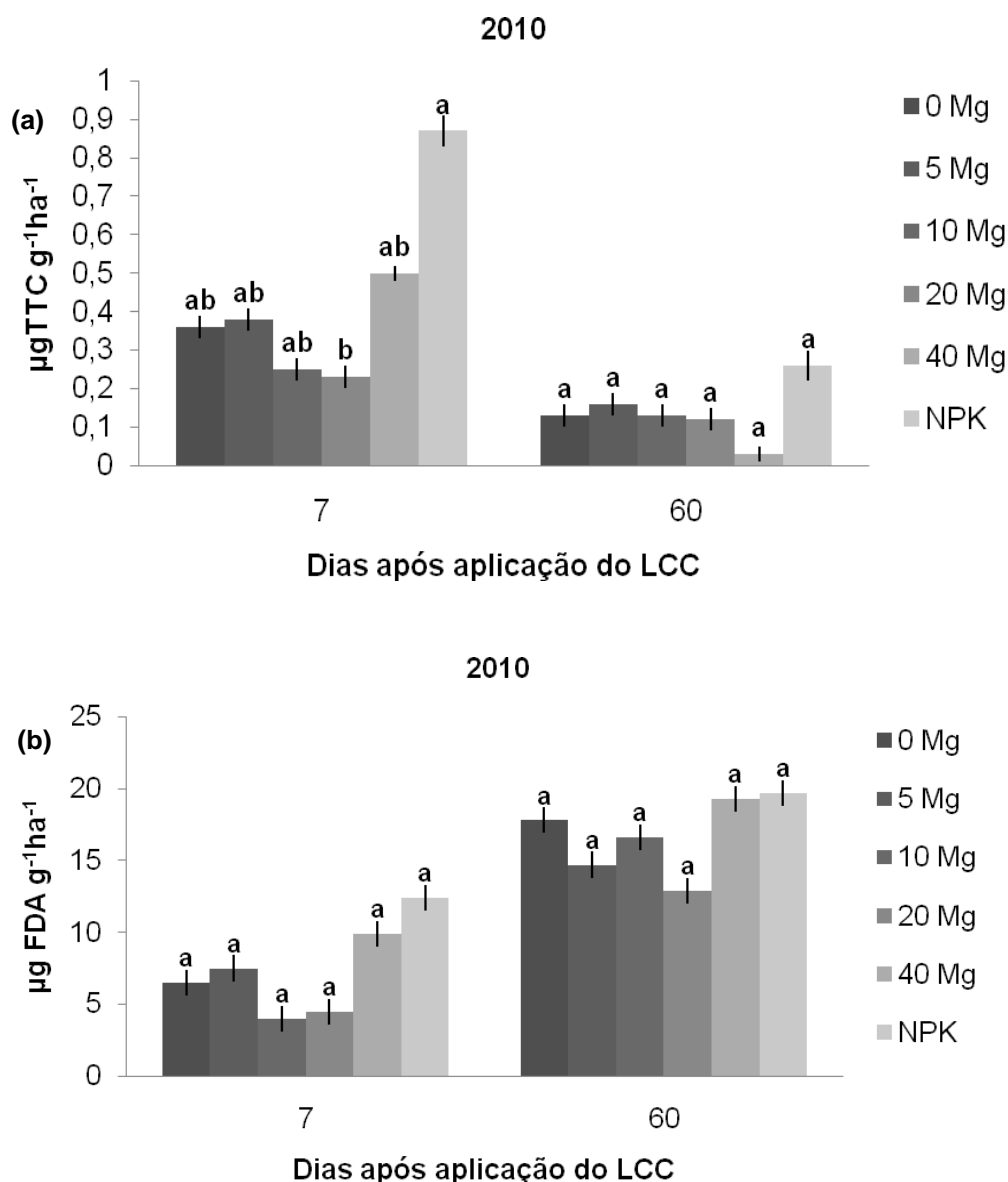 2010
(a)
1
0,9
0,8
0,7
0,6
0,5
0,4
0,3
0,2
0,1
0
µgTTC g⁻¹ha⁻¹
ab
ab
ab
b
ab
a
a
a
a
a
a
a
7
60
Dias após aplicação do LCC
0 Mg
5 Mg
10 Mg
20 Mg
40 Mg
NPK
2010
(b)
25
20
15
10
5
0
µg FDA g⁻¹ha⁻¹
a
a
a
a
a
a
a
a
a
a
a
a
7
60
Dias após aplicação do LCC
0 Mg
5 Mg
10 Mg
20 Mg
40 Mg
NPK